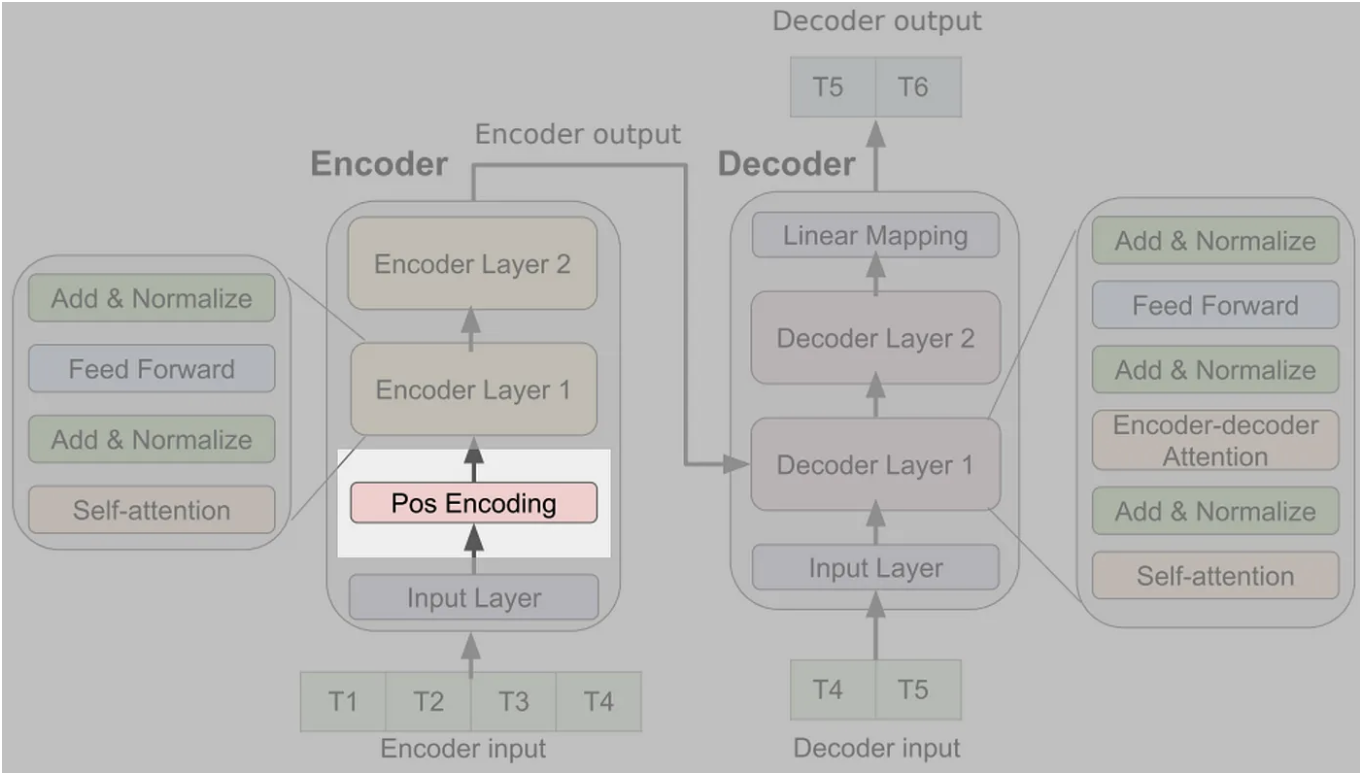 Decoder output
T5 T6
Encoder output
Encoder
Decoder
Add & Normalize
Feed Forward
Add & Normalize
Self-attention
Encoder Layer 2
Encoder Layer 1
Pos Encoding
Input Layer
T1 T2 T3 T4
Encoder input
Linear Mapping
Decoder Layer 2
Decoder Layer 1
Input Layer
T4 T5
Decoder input
Add & Normalize
Feed Forward
Add & Normalize
Encoder-decoder
Attention
Add & Normalize
Self-attention